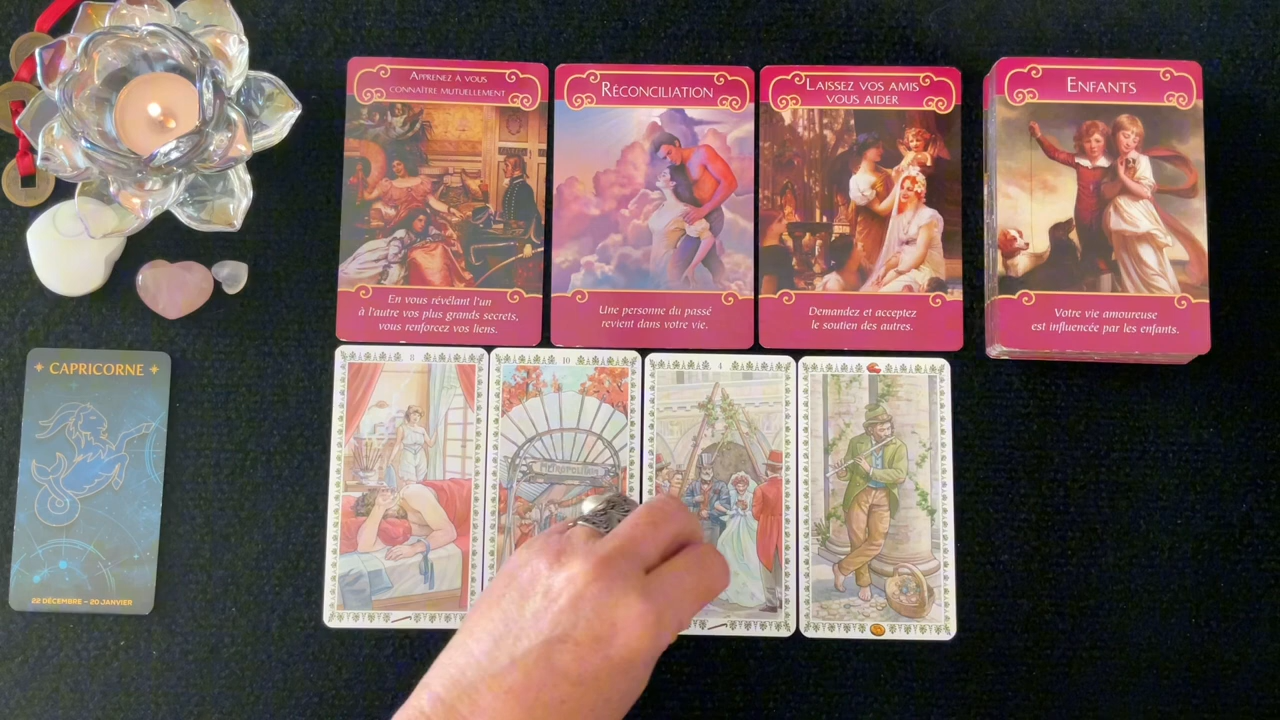 APPRENEZ À VOUS
CONNAÎTRE MUTUELLEMENT
En vous révélant l'un
à l'autre vos plus grands secrets,
vous renforcez vos liens.
RÉCONCILIATION
Une personne du passé
revient dans votre vie.
LAISSEZ VOS AMIS
VOUS AIDER
Demandez et acceptez
le soutien des autres.
ENFANTS
Votre vie amoureuse
est influencée par les enfants.
CAPRICORNE
22 DÉCEMBRE – 20 JANVIER
8
10
METROPOLITAIN
4